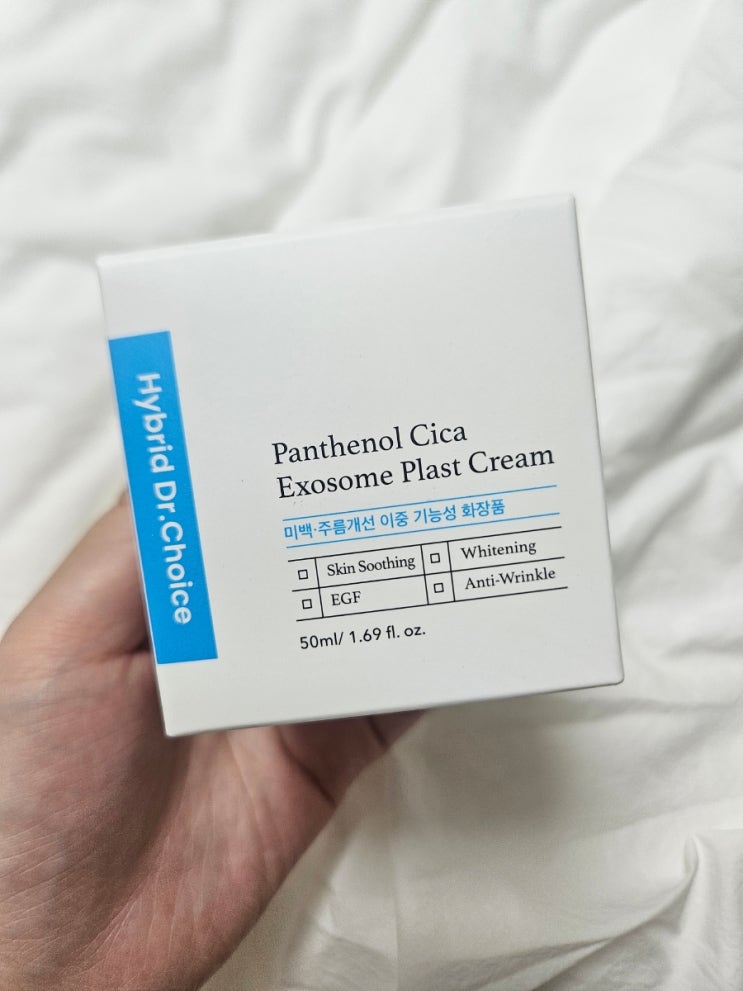 Hybrid Dr.Choice
Panthenol Cica
Exosome Plast Cream
미백·주름개선 이중 기능성 화장품
Skin Soothing Whitening
EGF Anti-Wrinkle
50ml/ 1.69 fl. oz.